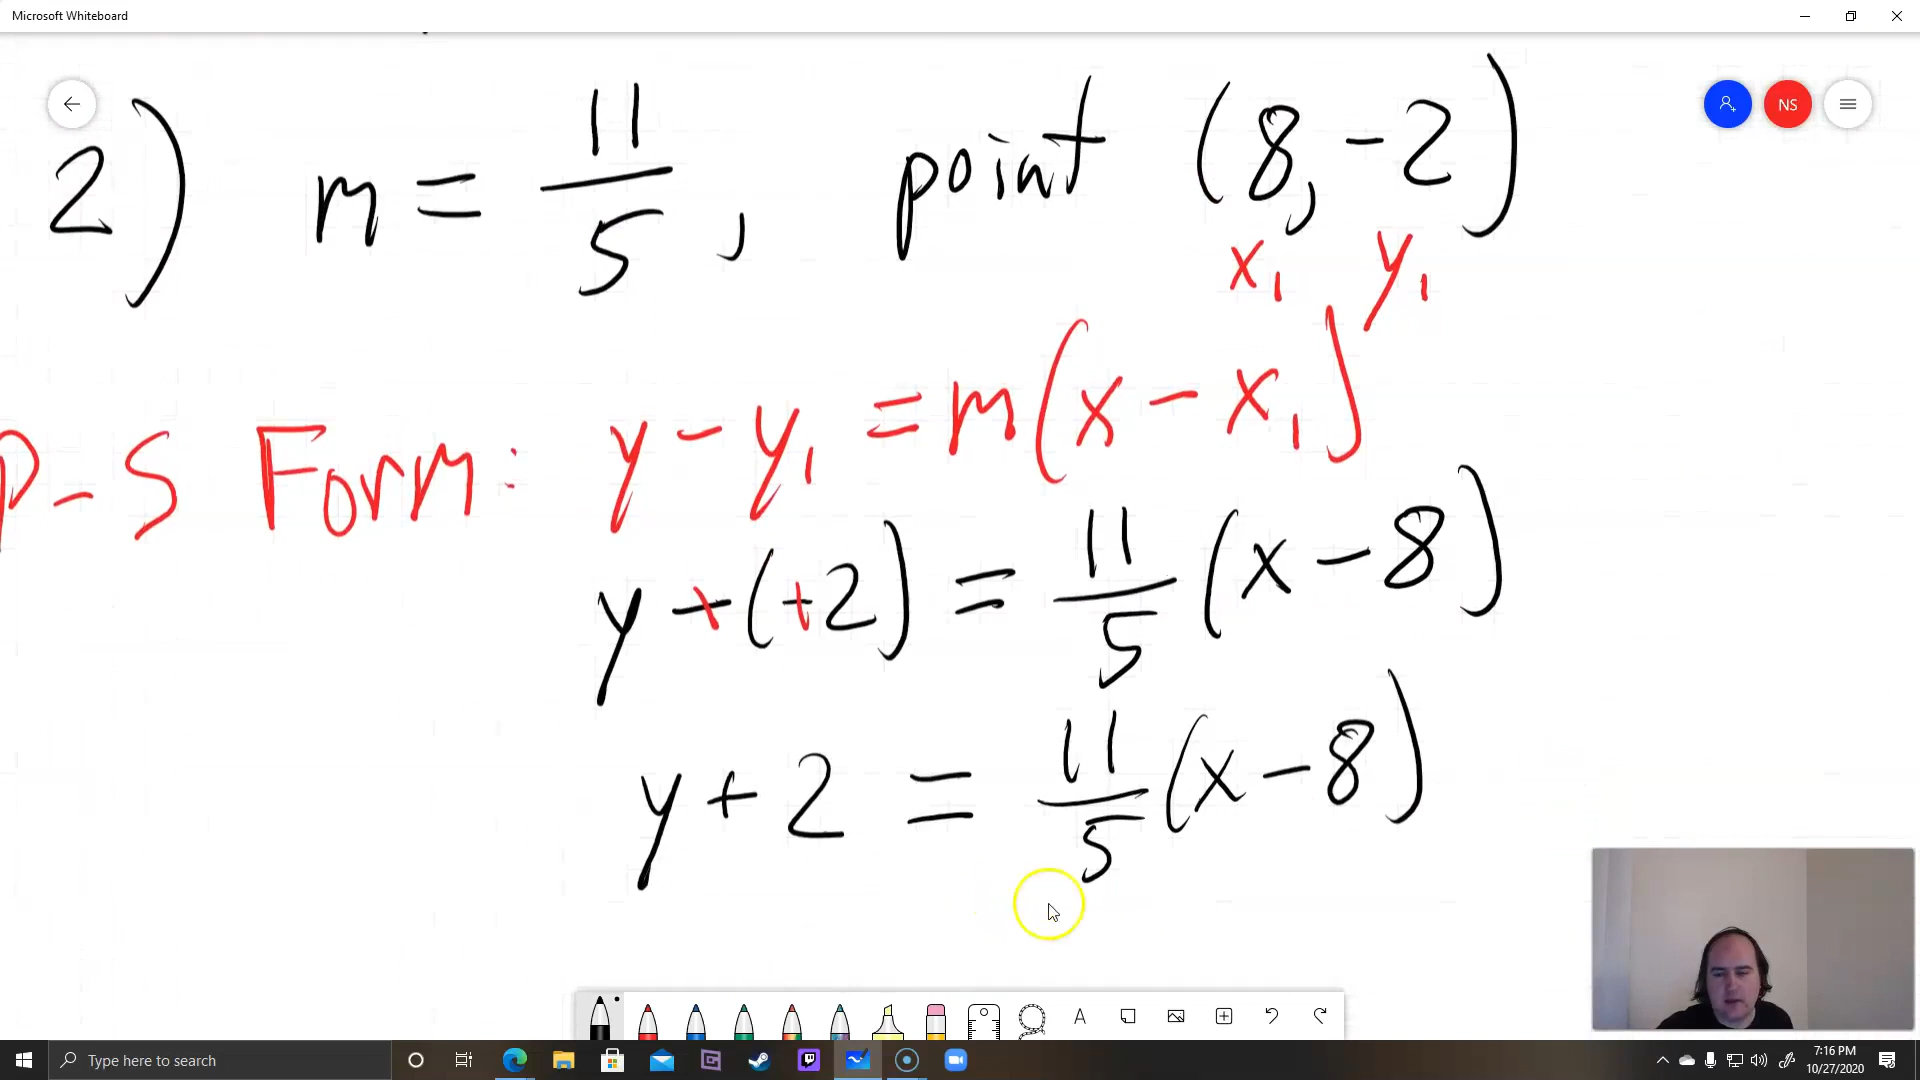 Microsoft Whiteboard
NS
2) m = 11/5, point (8, -2)
x₁ y₁
P-S Form: y - y₁ = m(x - x₁)
y + (+2) = 11/5 (x - 8)
y + 2 = 11/5 (x - 8)
A
Type here to search
7:16 PM
10/27/2020